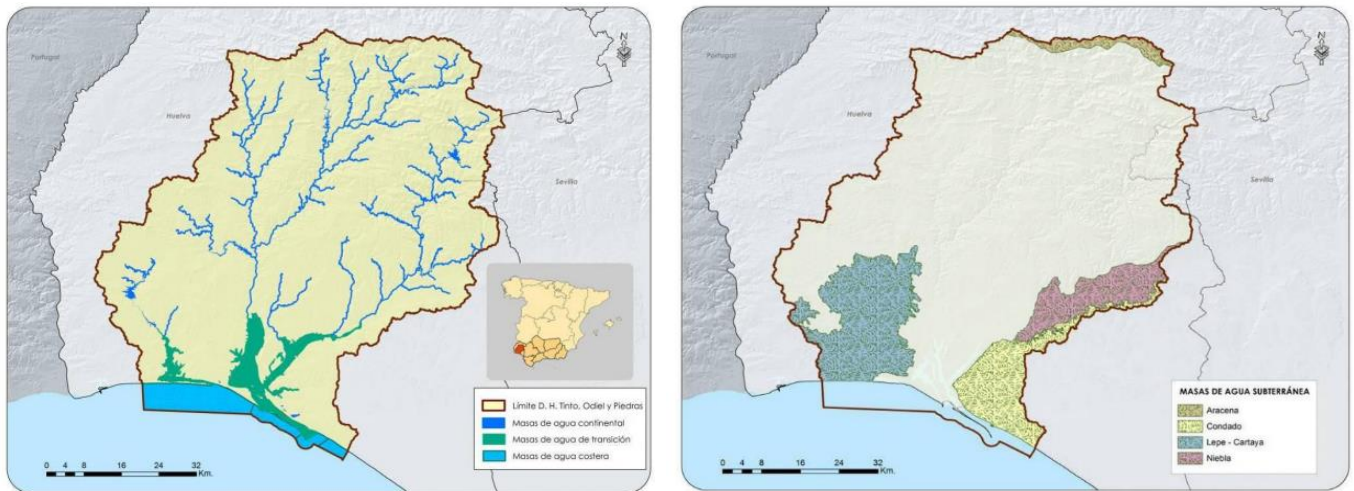 N
Portugal
Huelva
Sevilla
Límite D. H. Tinto, Odiel y Piedras
Masas de agua continental
Masas de agua de transición
Masas de agua costera
0 4 8 16 24 32
Km.
N
Portugal
Huelva
Sevilla
MASAS DE AGUA SUBTERRÁNEA
Aracena
Condado
Lepe - Cartaya
Niebla
0 4 8 16 24 32
Km.